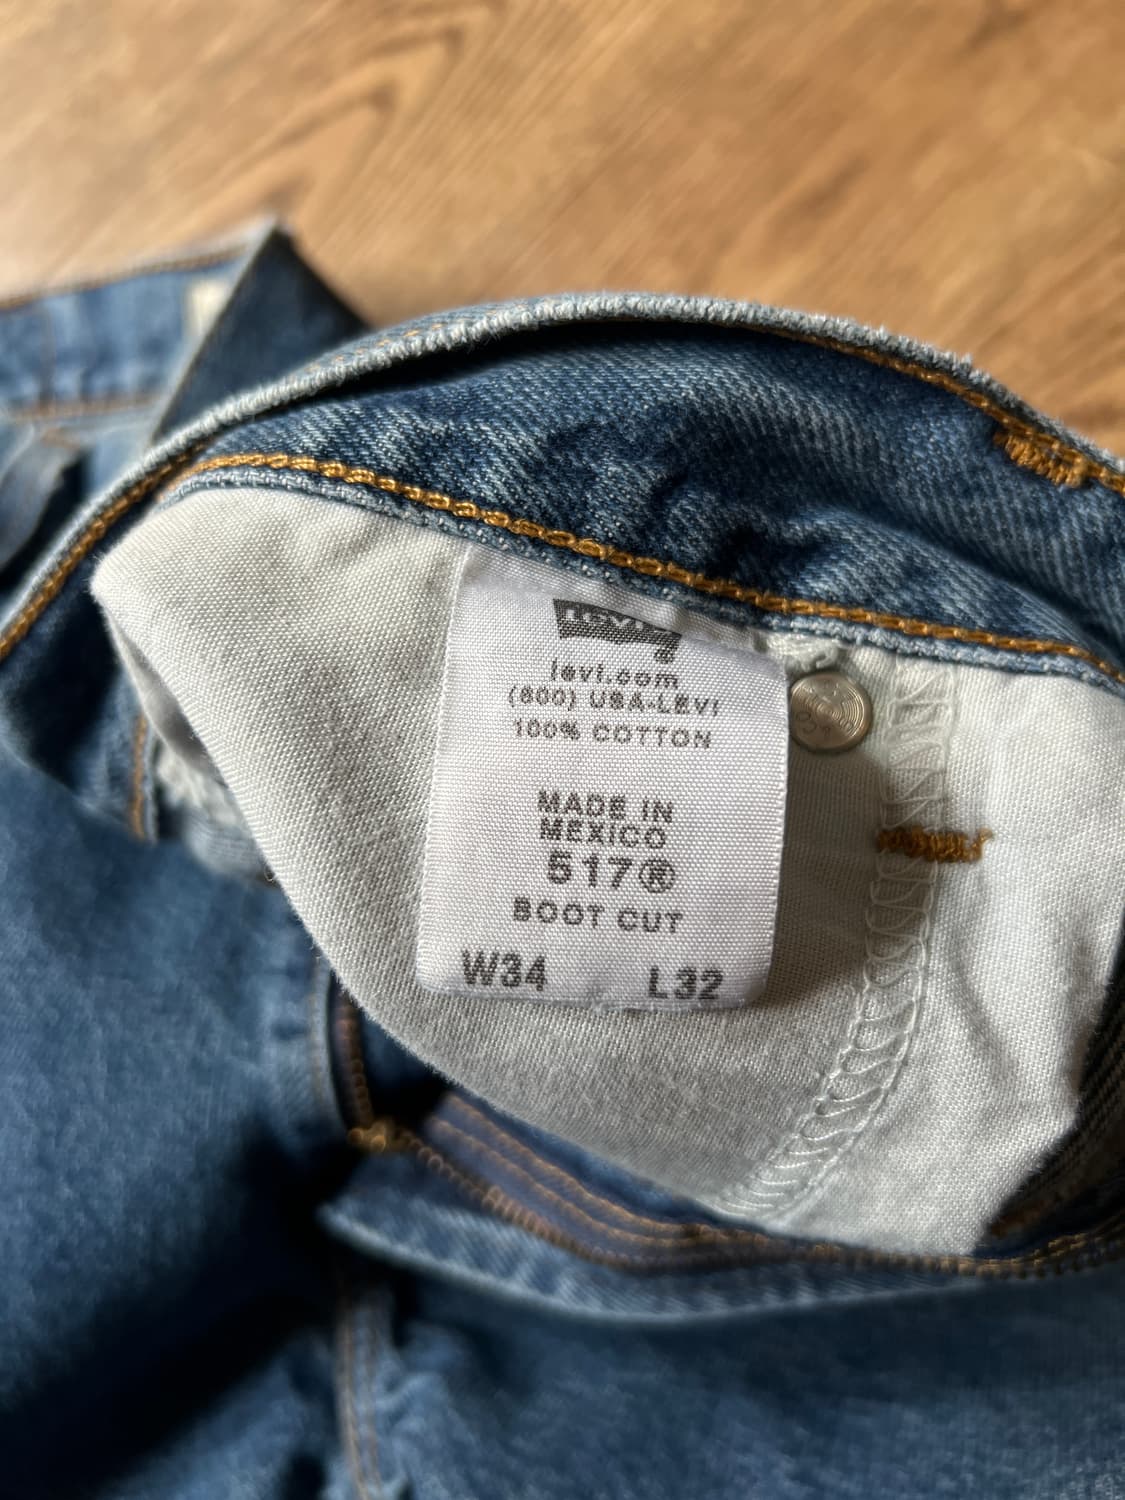 Levi's
levi.com
(800) USA-LEVI
100% COTTON
MADE IN
MEXICO
517®
BOOT CUT
W34 L32